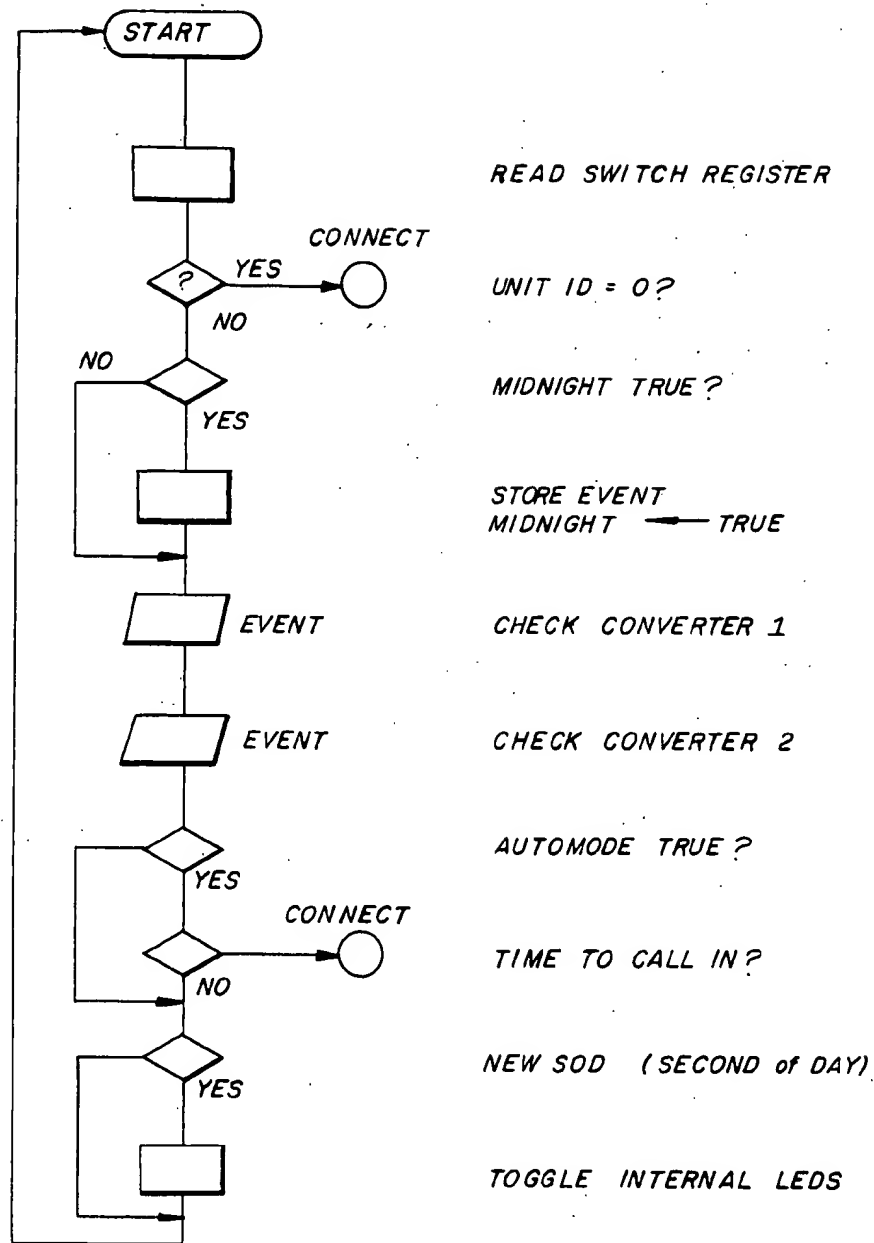 START
READ SWITCH REGISTER
CONNECT
? YES UNIT ID = 0?
NO
NO MIDNIGHT TRUE?
YES
STORE EVENT
MIDNIGHT ← TRUE
EVENT CHECK CONVERTER 1
EVENT CHECK CONVERTER 2
AUTOMODE TRUE?
YES
CONNECT
TIME TO CALL IN?
NO
NEW SOD (SECOND of DAY)
YES
TOGGLE INTERNAL LEDS